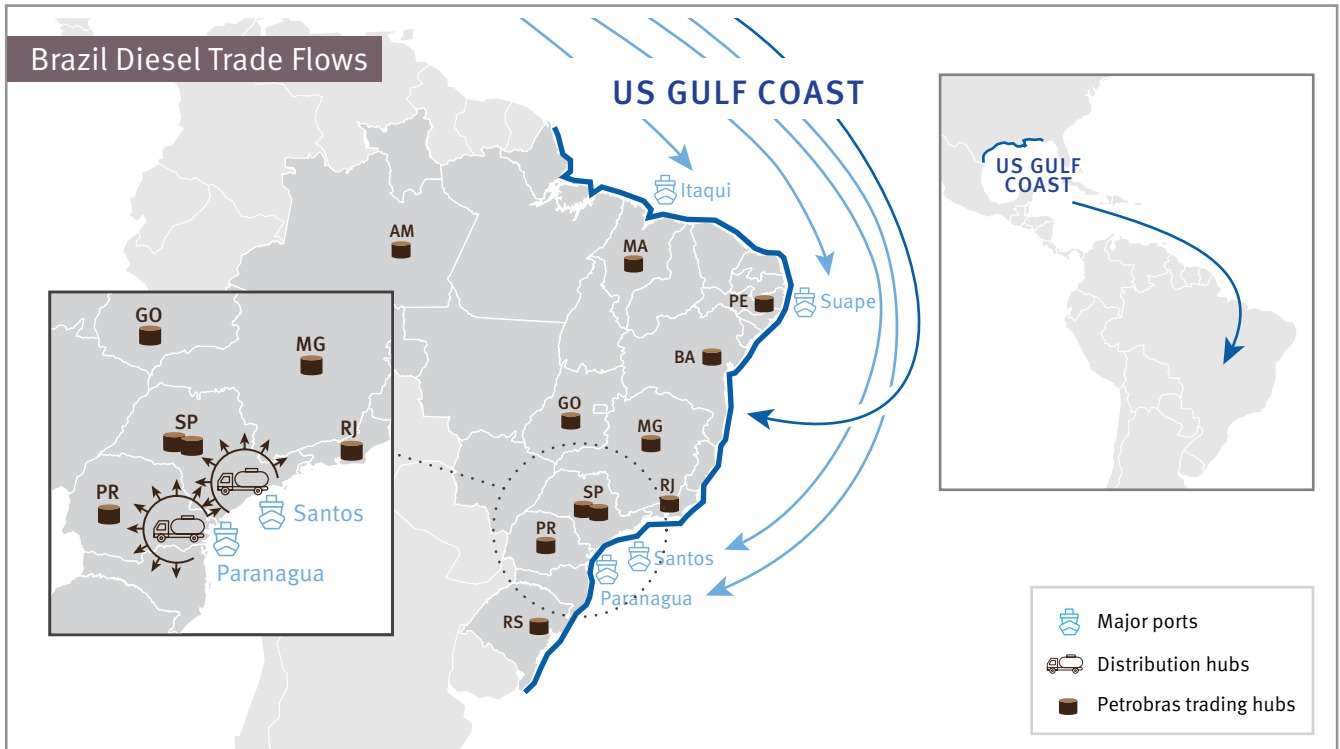 Brazil Diesel Trade Flows
US GULF COAST
Itaqui
Suape
AM
MA
PE
BA
GO
MG
SP
RJ
PR
RS
Santos
Paranagua
GO
MG
SP
RJ
PR
Santos
Paranagua
US GULF
COAST
Major ports
Distribution hubs
Petrobras trading hubs